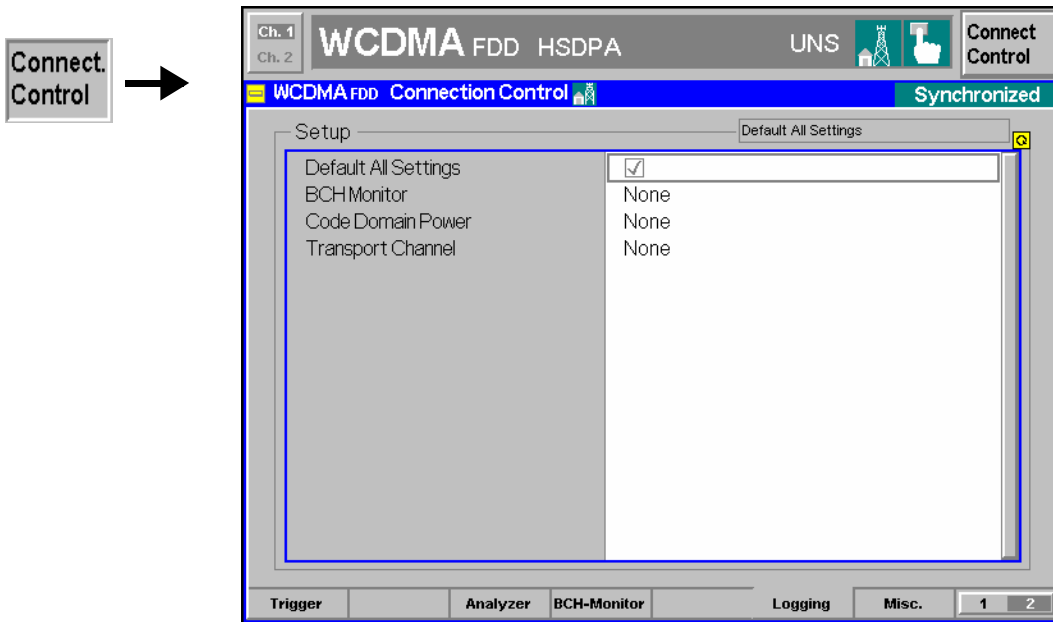 Connect.
Control
Ch. 1
Ch. 2
WCDMA FDD HSDPA
UNS
Connect
Control
WCDMA FDD Connection Control
Synchronized
Setup
Default All Settings
Default All Settings
BCH Monitor None
Code Domain Power None
Transport Channel None
Trigger Analyzer BCH-Monitor Logging Misc. 1 2